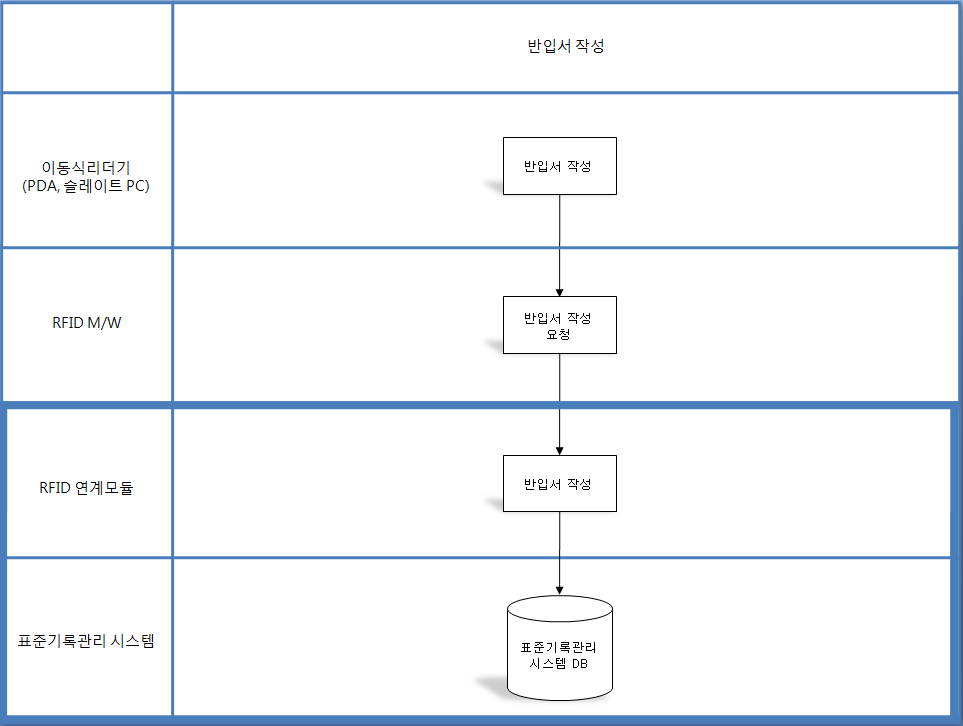 반입서 작성
이동식리더기
(PDA, 슬레이트 PC)
반입서 작성
RFID M/W
반입서 작성
요청
RFID 연계모듈
반입서 작성
표준기록관리 시스템
표준기록관리
시스템 DB